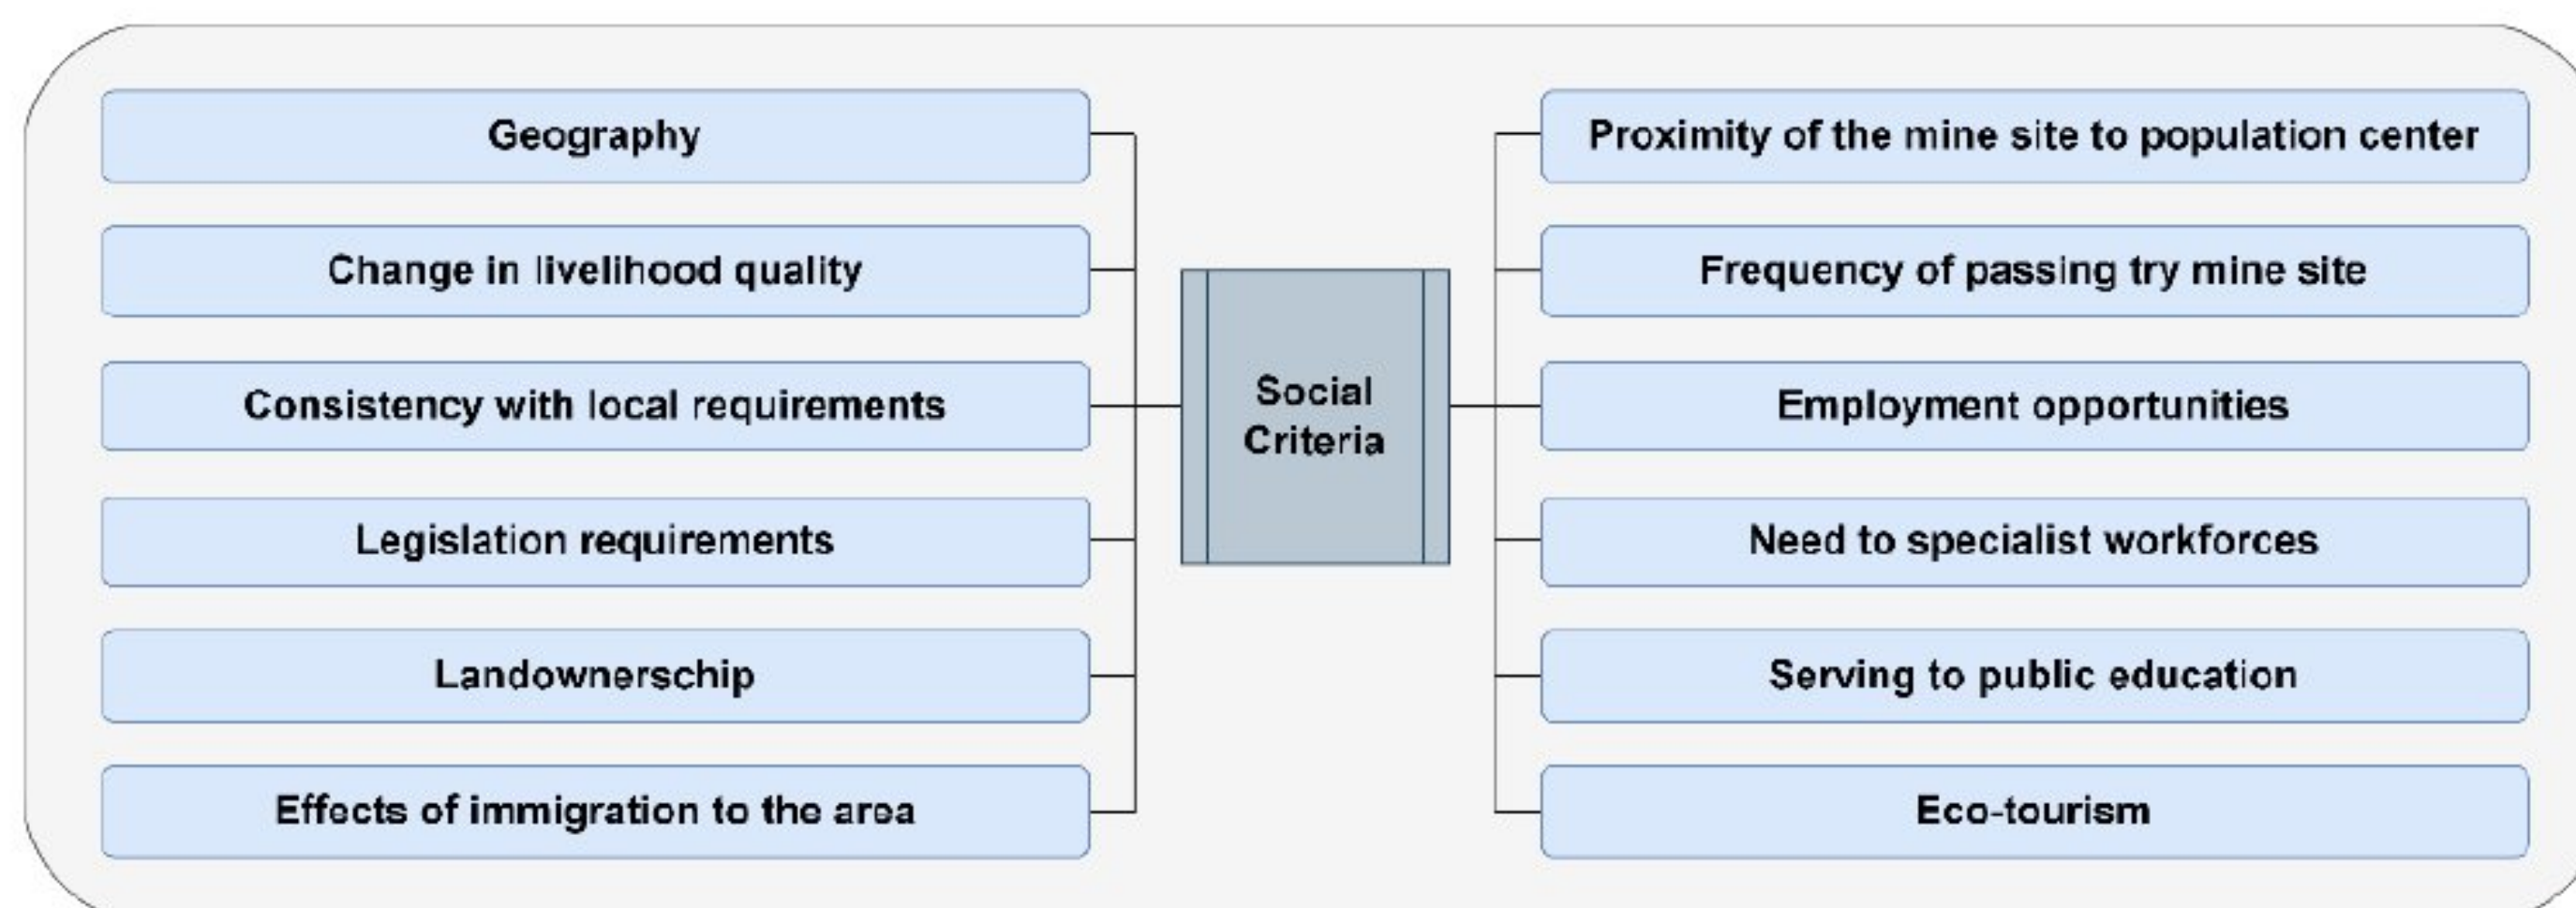 Geography
Change in livelihood quality
Consistency with local requirements
Legislation requirements
Landownerschip
Effects of immigration to the area
Social
Criteria
Proximity of the mine site to population center
Frequency of passing try mine site
Employment opportunities
Need to specialist workforces
Serving to public education
Eco-tourism